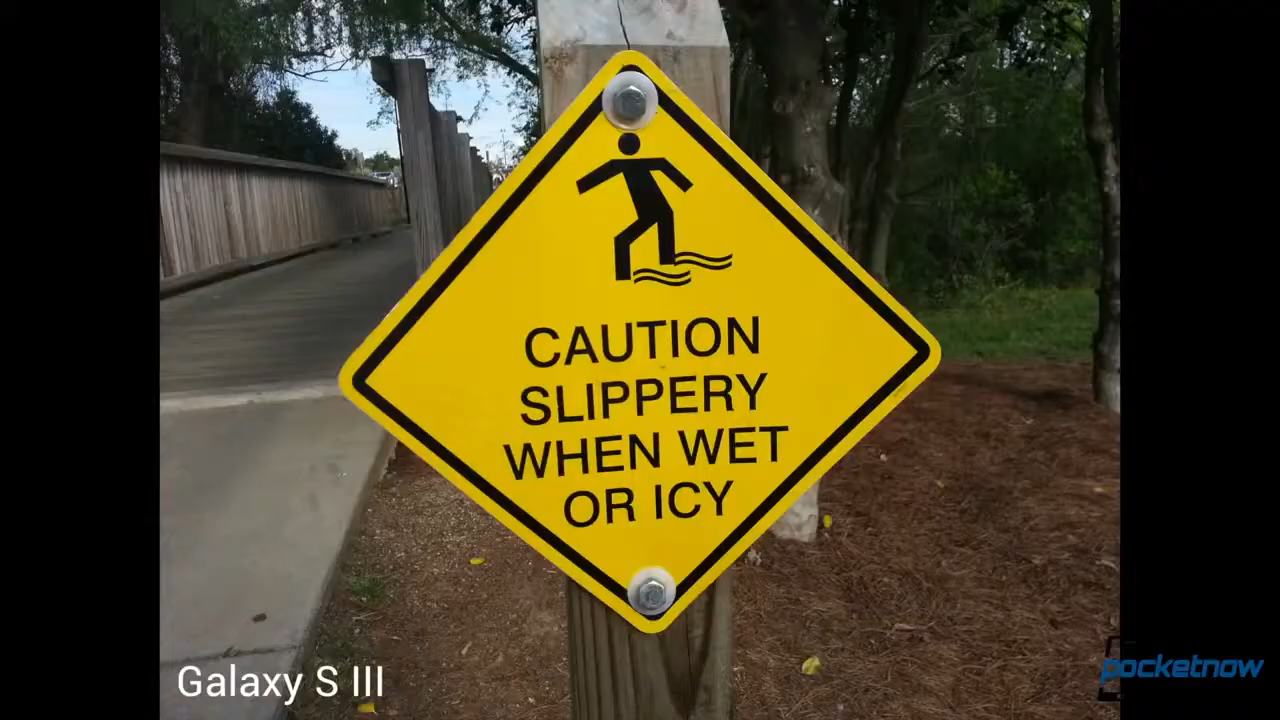 CAUTION
SLIPPERY
WHEN WET
OR ICY
Galaxy S III
pocketnow